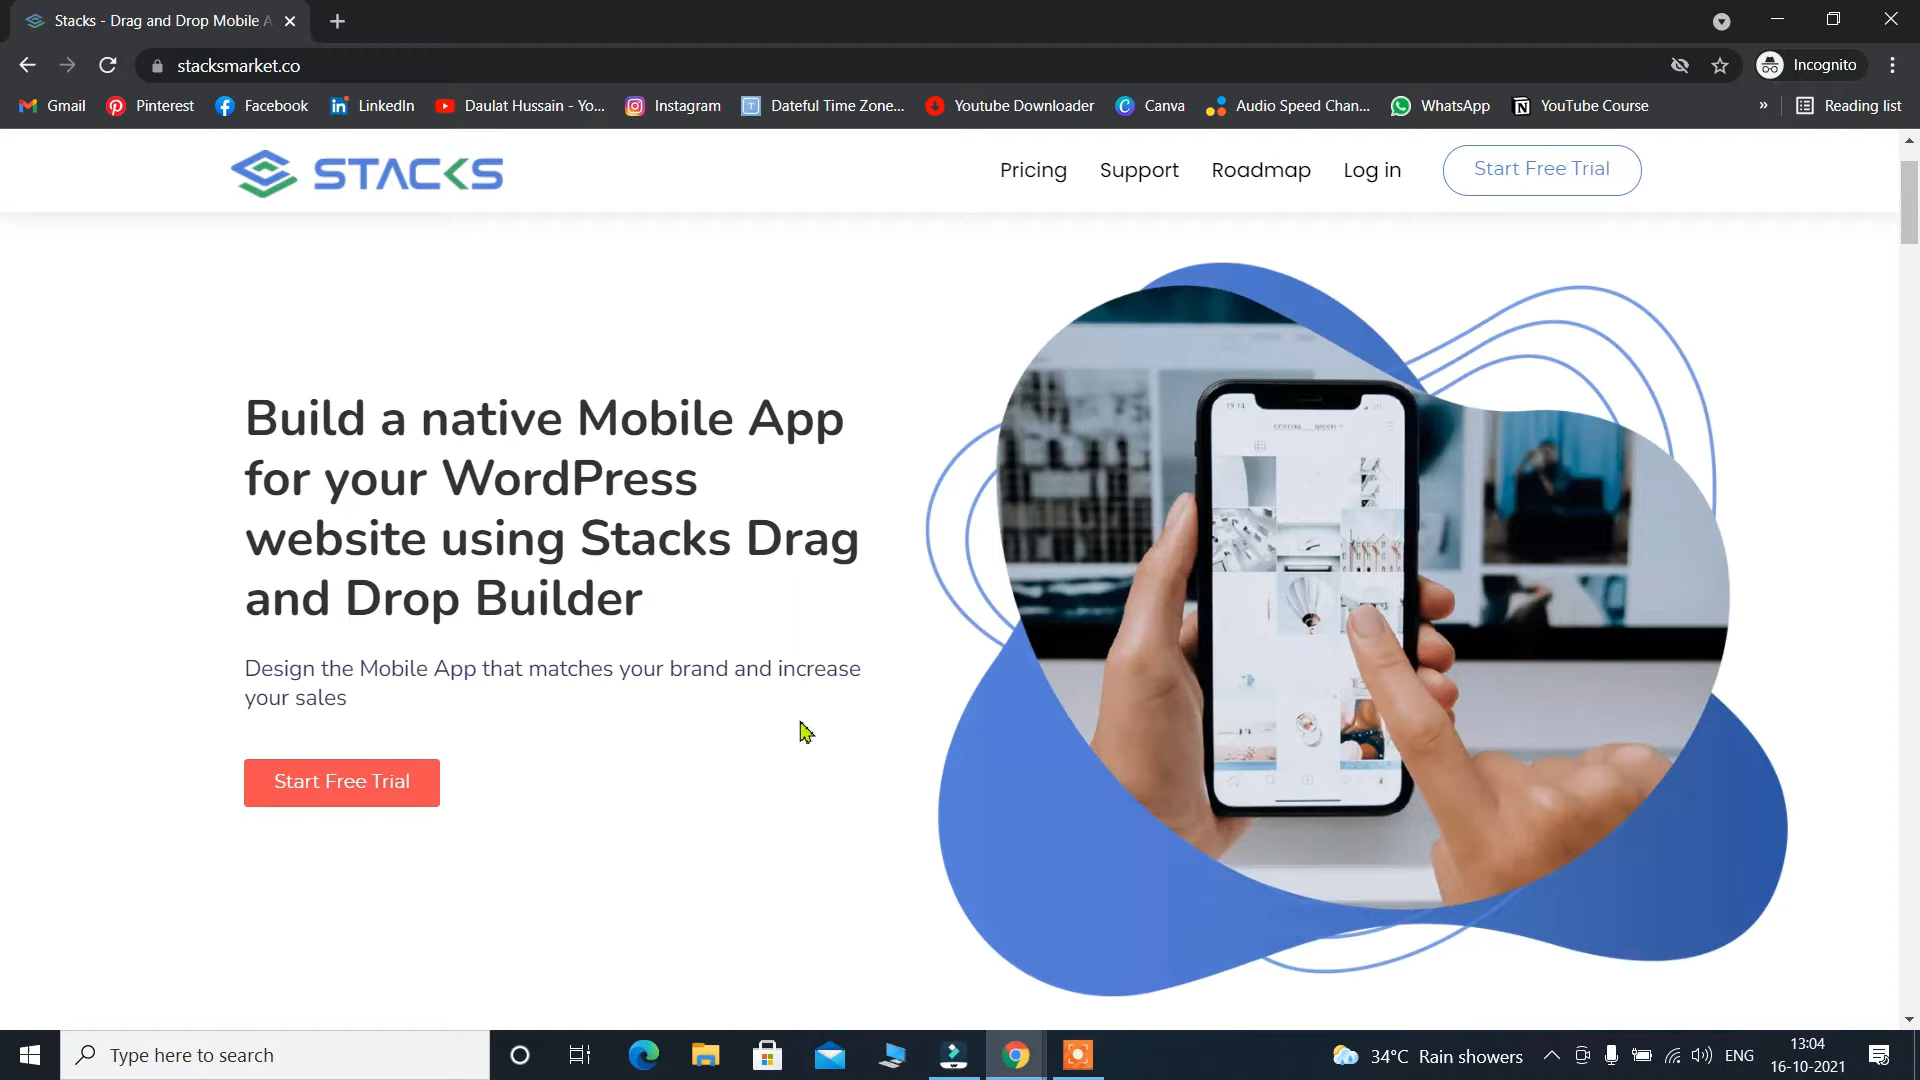 Stacks - Drag and Drop Mobile A
stacksmarket.co
Incognito
Gmail
Pinterest
Facebook
LinkedIn
Daulat Hussain - Yo...
Instagram
Dateful Time Zone...
Youtube Downloader
Canva
Audio Speed Chan...
WhatsApp
YouTube Course
»
Reading list
STACKS
Pricing
Support
Roadmap
Log in
Start Free Trial
Build a native Mobile App
for your WordPress
website using Stacks Drag
and Drop Builder
Design the Mobile App that matches your brand and increase
your sales
Start Free Trial
19:14
Type here to search
34°C Rain showers
ENG
13:04
16-10-2021